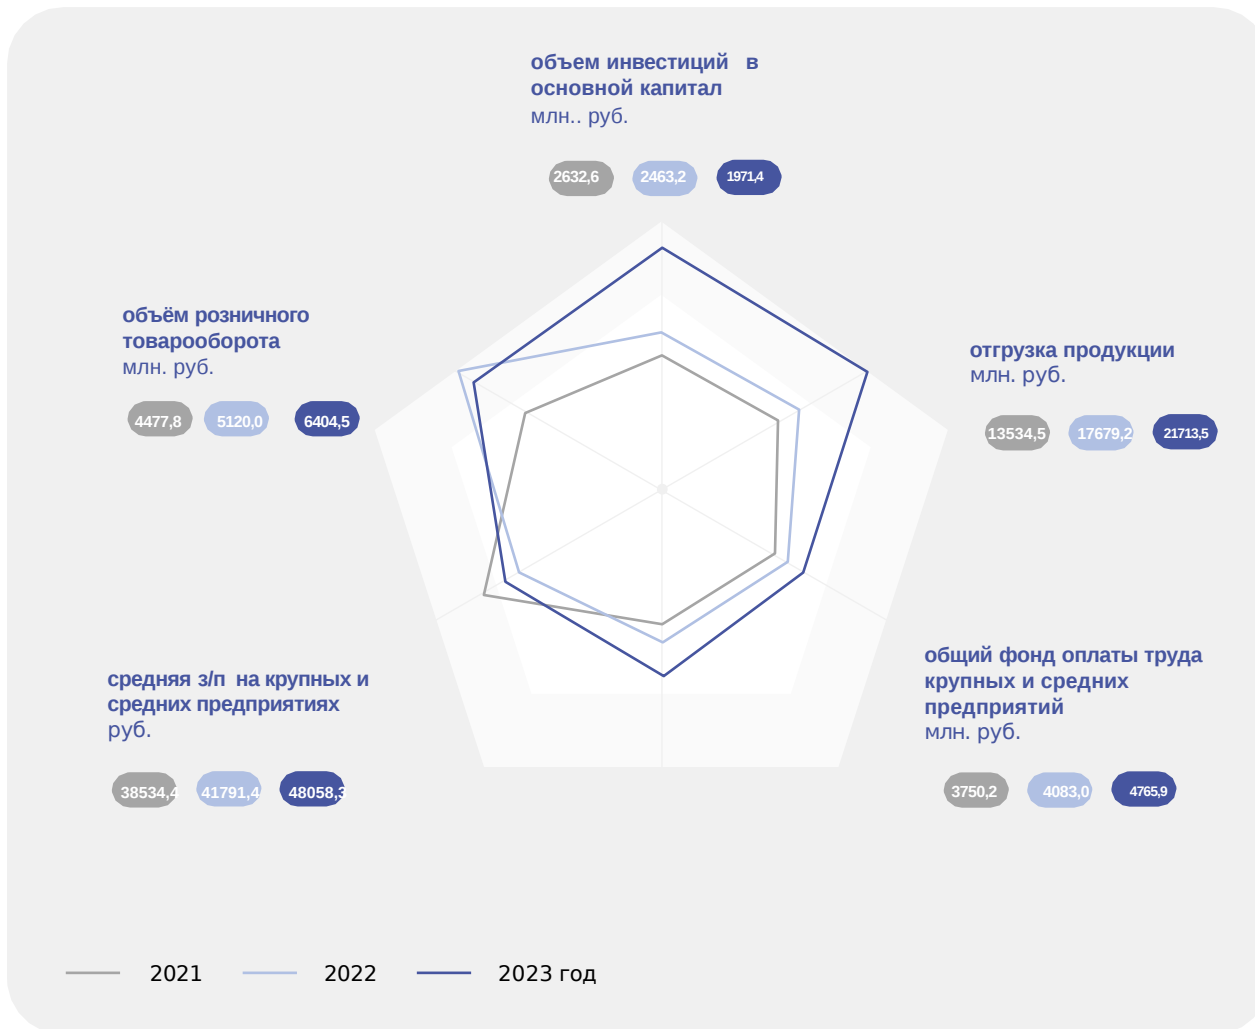 объем инвестиций в
основной капитал
млн.. руб.
2632,6 2463,2 1971,4
объём розничного
товарооборота
млн. руб.
4477,8 5120,0 6404,5
отгрузка продукции
млн. руб.
13534,5 17679,2 21713,5
средняя з/п на крупных и
средних предприятиях
руб.
38534,4 41791,4 48058,3
общий фонд оплаты труда
крупных и средних
предприятий
млн. руб.
3750,2 4083,0 4765,9
2021 2022 2023 год